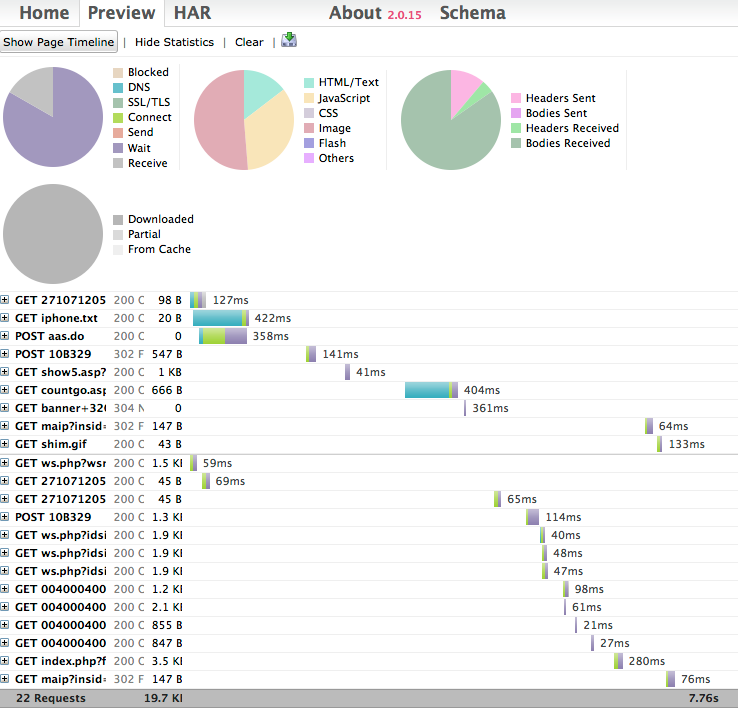 Home Preview HAR About 2.0.15 Schema
Show Page Timeline | Hide Statistics | Clear |
Blocked
DNS
SSL/TLS
Connect
Send
Wait
Receive
HTML/Text
JavaScript
CSS
Image
Flash
Others
Headers Sent
Bodies Sent
Headers Received
Bodies Received
Downloaded
Partial
From Cache
GET 271071205 200 O 98 B 127ms
GET iphone.txt 200 O 20 B 422ms
POST aas.do 200 O 0 358ms
POST 10B329 302 F 547 B 141ms
GET show5.asp? 200 O 1 KB 41ms
GET countgo.asp 200 O 666 B 404ms
GET banner+320 304 N 0 361ms
GET maip?insid= 302 F 147 B 64ms
GET shim.gif 200 O 43 B 133ms
GET ws.php?wsr 200 O 1.5 KI 59ms
GET 271071205 200 O 45 B 69ms
GET 271071205 200 O 45 B 65ms
POST 10B329 200 O 1.3 KI 114ms
GET ws.php?idsi 200 O 1.9 KI 40ms
GET ws.php?idsi 200 O 1.9 KI 48ms
GET ws.php?idsi 200 O 1.9 KI 47ms
GET 004000400 200 O 1.2 KI 98ms
GET 004000400 200 O 2.1 KI 61ms
GET 004000400 200 O 855 B 21ms
GET 004000400 200 O 847 B 27ms
GET index.php?f 200 O 3.5 KI 280ms
GET maip?insid= 302 F 147 B 76ms
22 Requests 19.7 KI 7.76s